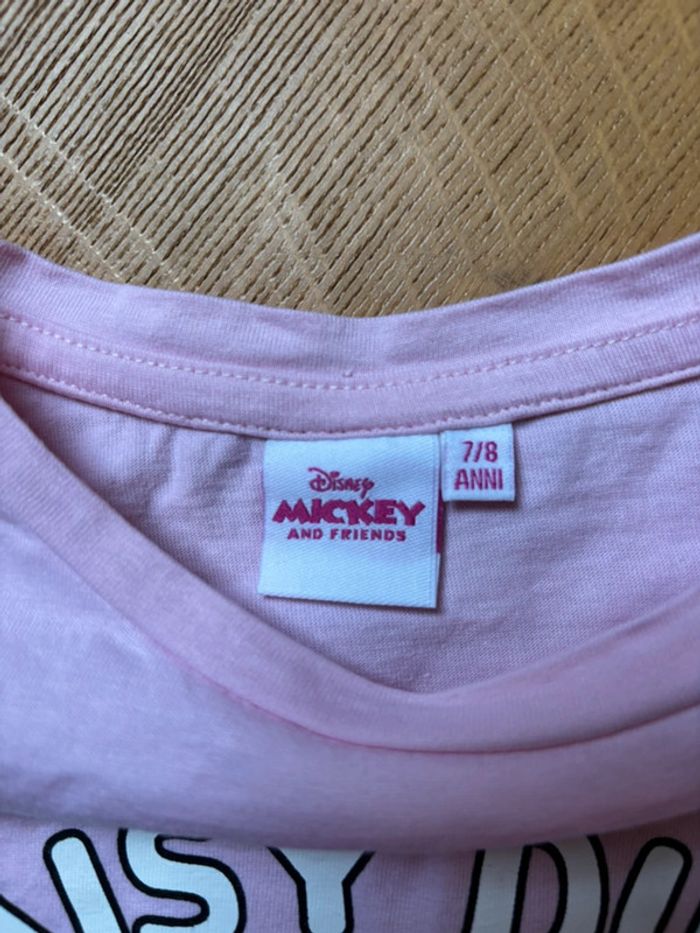 Disney
MICKEY
AND FRIENDS
7/8
ANNI